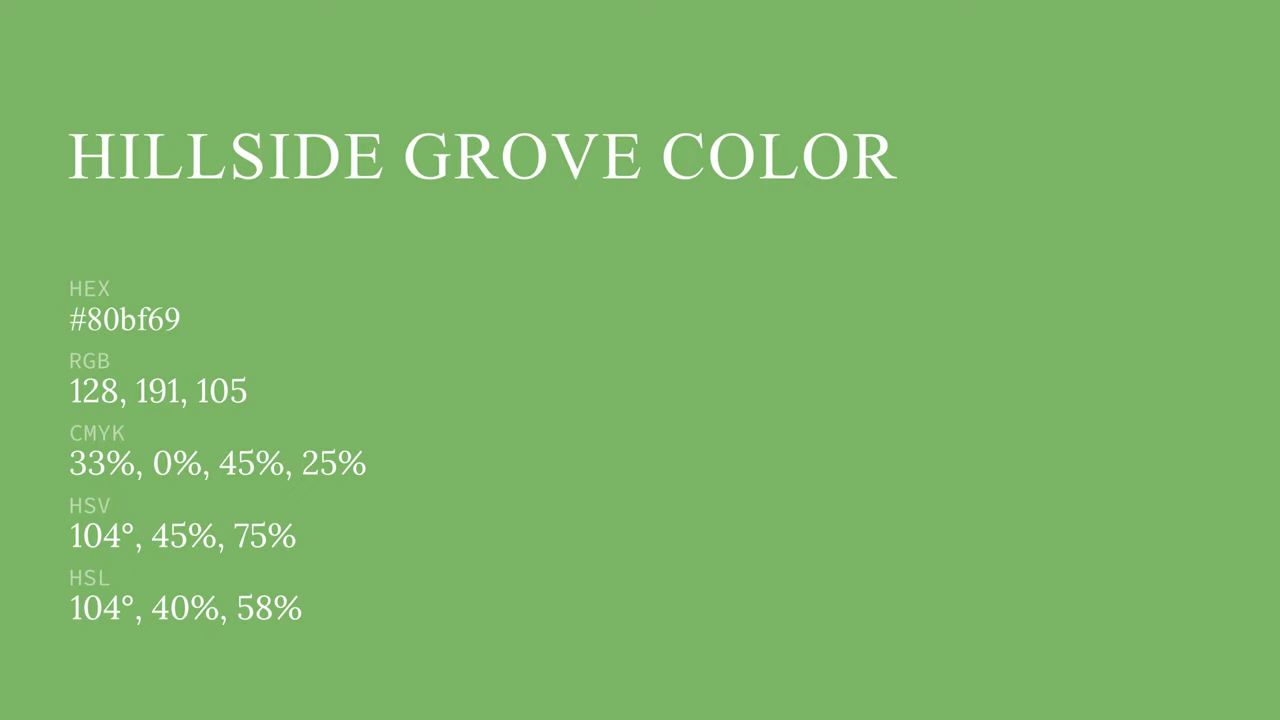 HILLSIDE GROVE COLOR
HEX
#80bf69
RGB
128, 191, 105
CMYK
33%, 0%, 45%, 25%
HSV
104°, 45%, 75%
HSL
104°, 40%, 58%